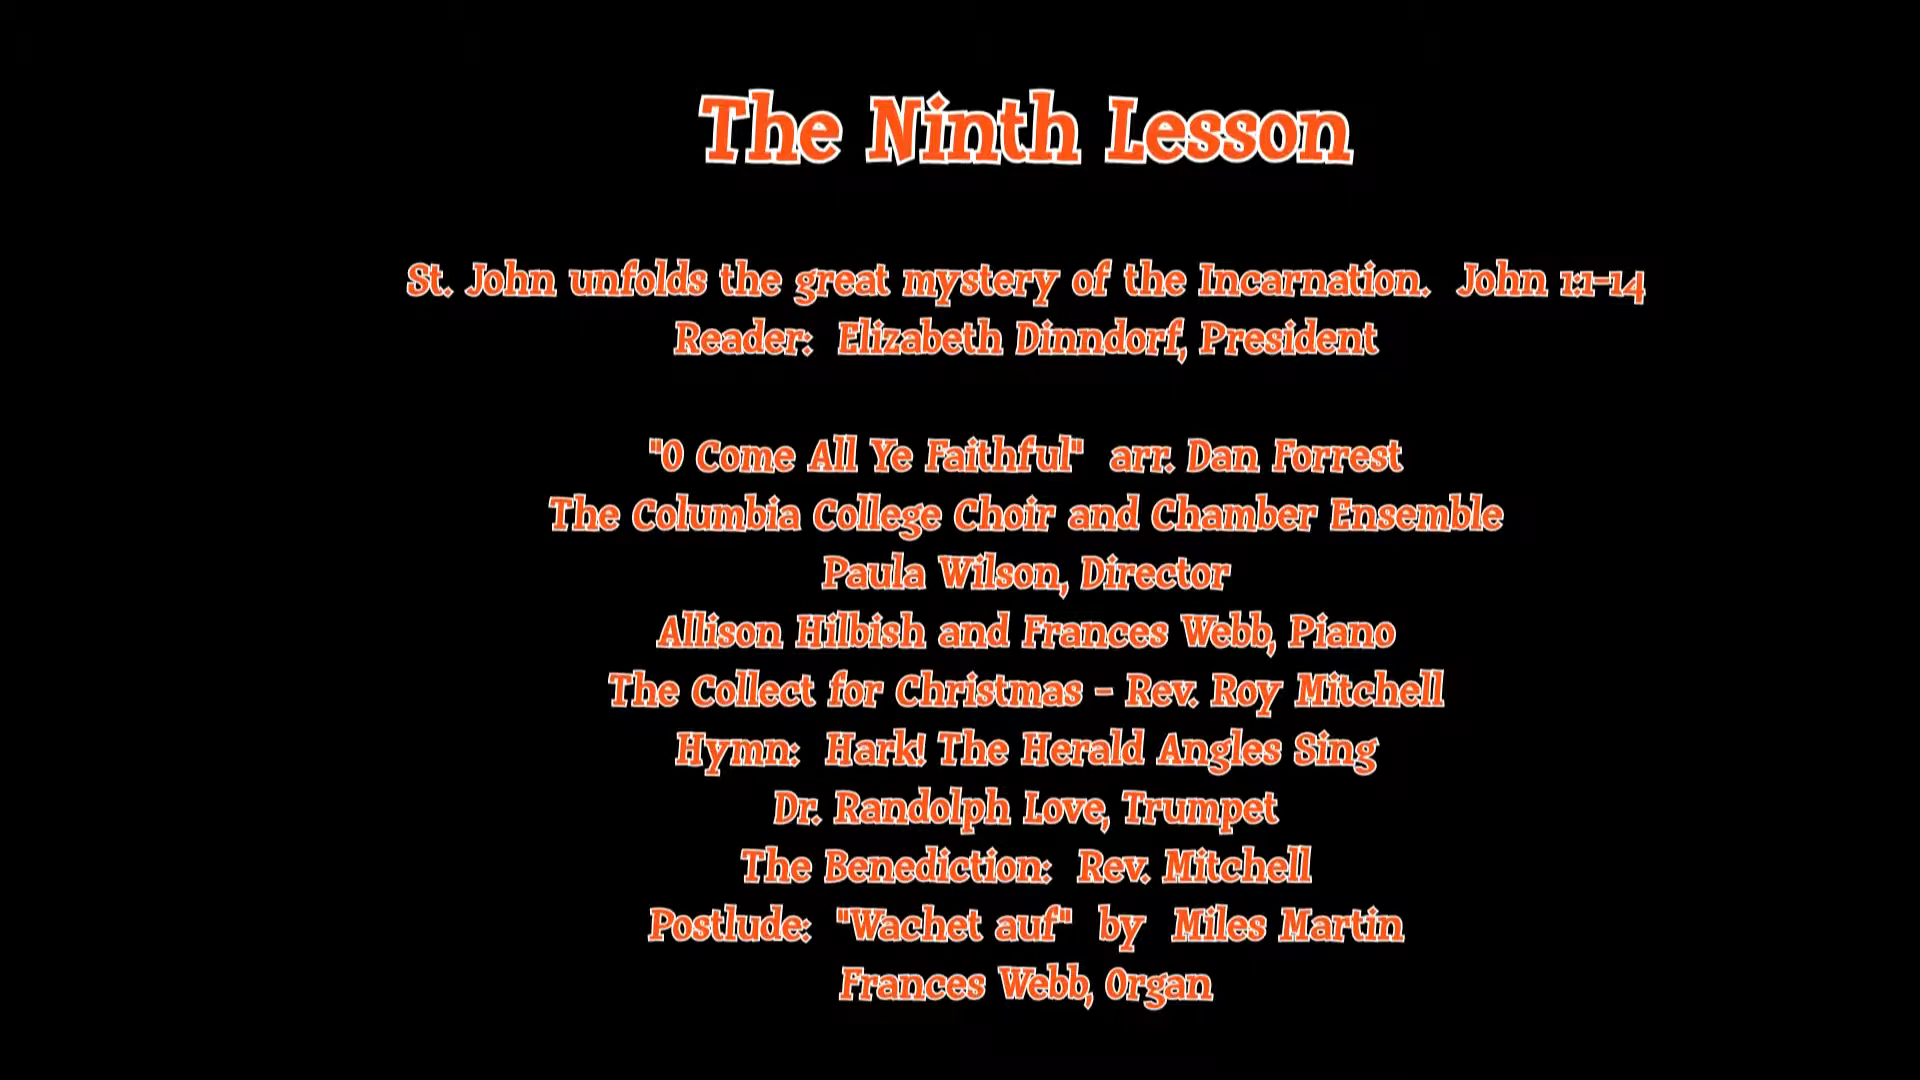 The Ninth Lesson
St. John unfolds the great mystery of the Incarnation.  John 1:1-14
Reader:  Elizabeth Dinndorf, President
"O Come All Ye Faithful"  arr. Dan Forrest
The Columbia College Choir and Chamber Ensemble
Paula Wilson, Director
Allison Hilbish and Frances Webb, Piano
The Collect for Christmas - Rev. Roy Mitchell
Hymn:  Hark! The Herald Angles Sing
Dr. Randolph Love, Trumpet
The Benediction:  Rev. Mitchell
Postlude:  "Wachet auf"  by  Miles Martin
Frances Webb, Organ